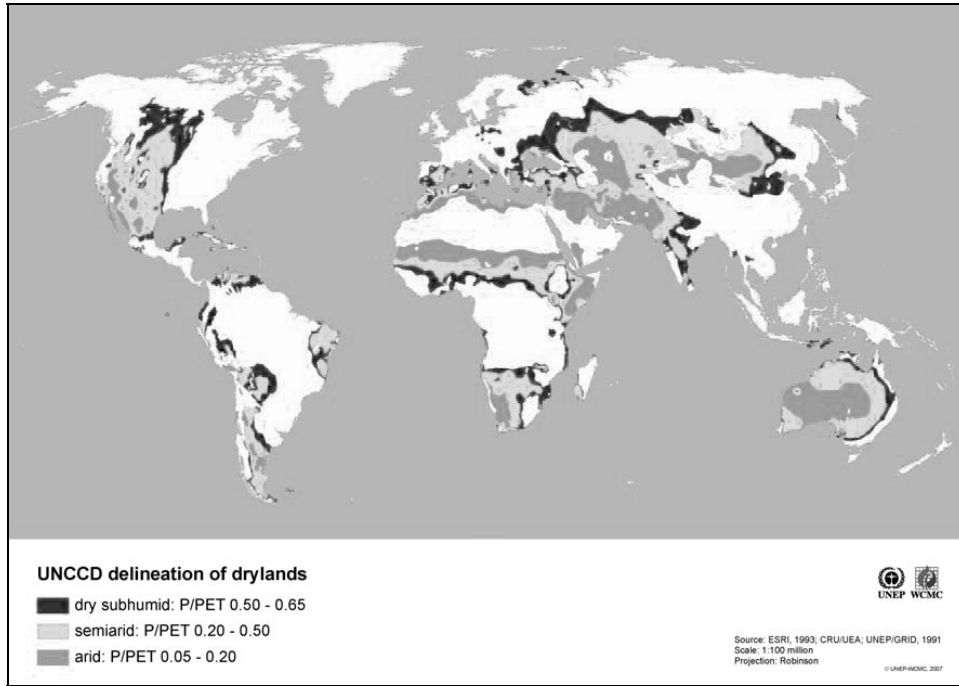 UNCCD delineation of drylands
dry subhumid: P/PET 0.50 - 0.65
semiarid: P/PET 0.20 - 0.50
arid: P/PET 0.05 - 0.20
UNEP WCMC
Source: ESRI, 1993; CRU/UEA; UNEP/GRID, 1991
Scale: 1:100 million
Projection: Robinson
© UNEP-WCMC, 2007